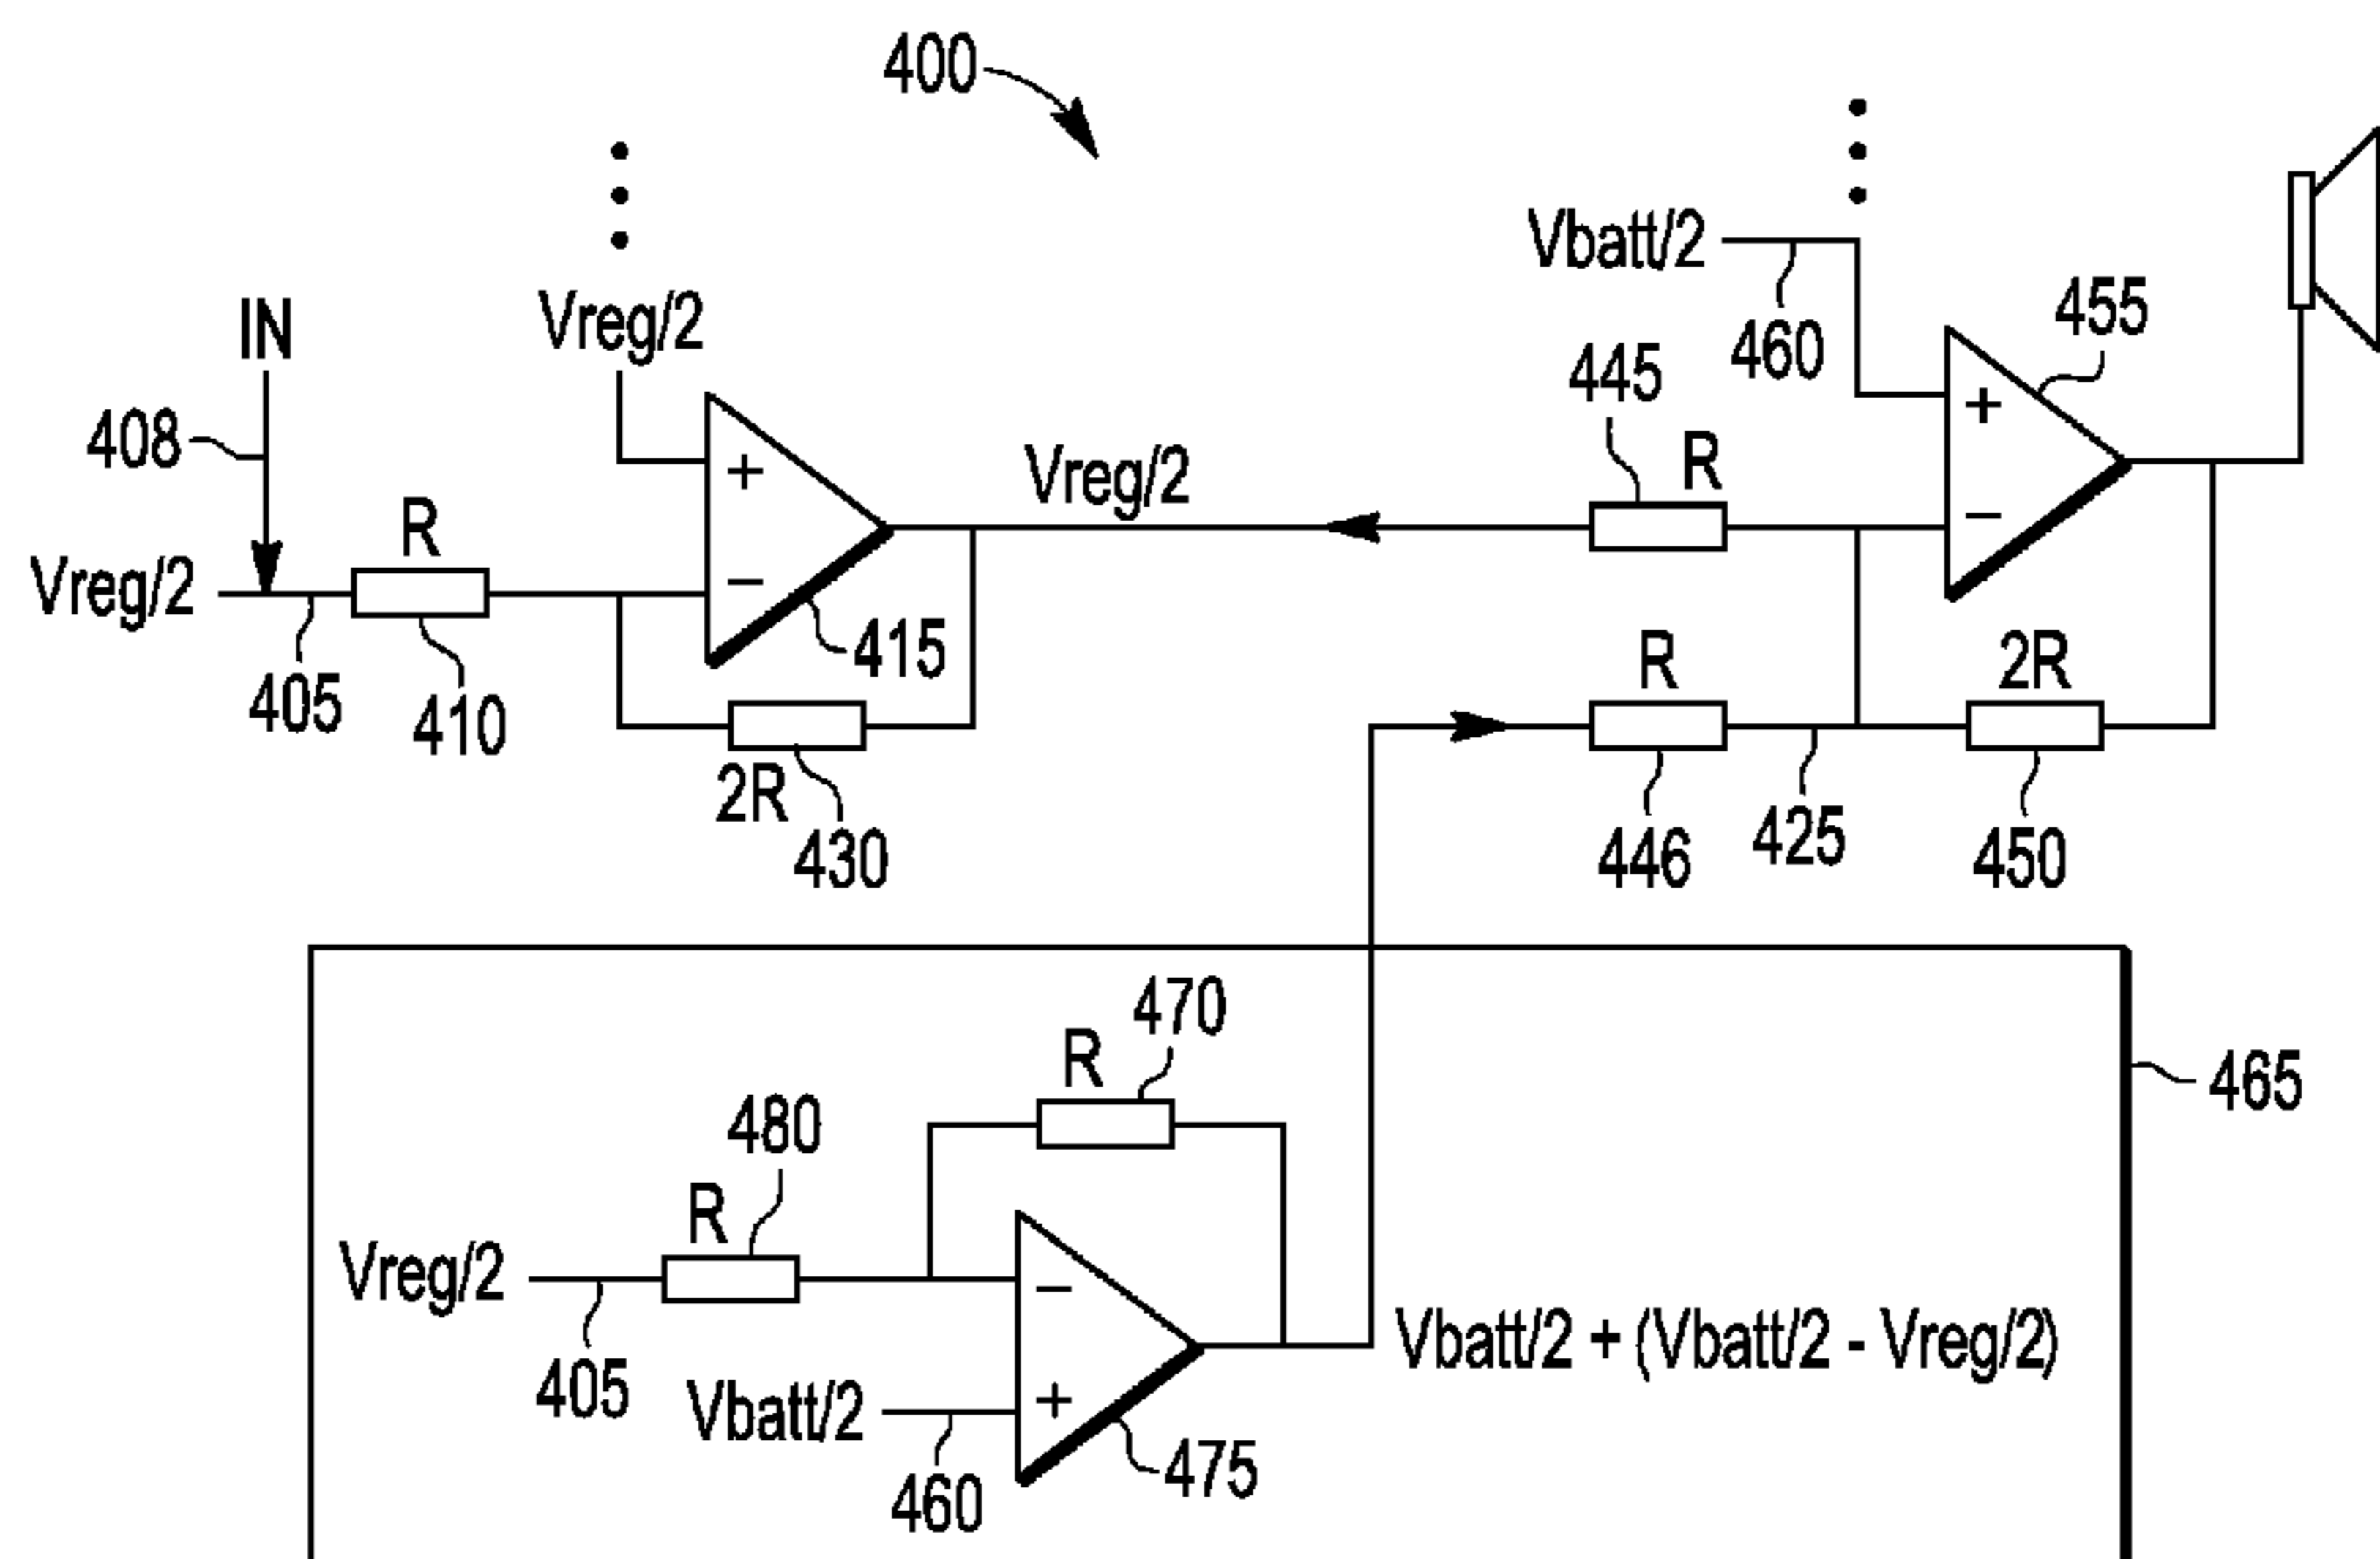 400
Vbatt/2
460
455
445
R
Vreg/2
IN
408
Vreg/2
R
Vreg/2
405
410
415
2R
430
R
446
425
2R
450
470
R
480
R
465
Vreg/2
405
Vbatt/2
460
475
Vbatt/2 + (Vbatt/2 - Vreg/2)
+
−
+
−
−
+